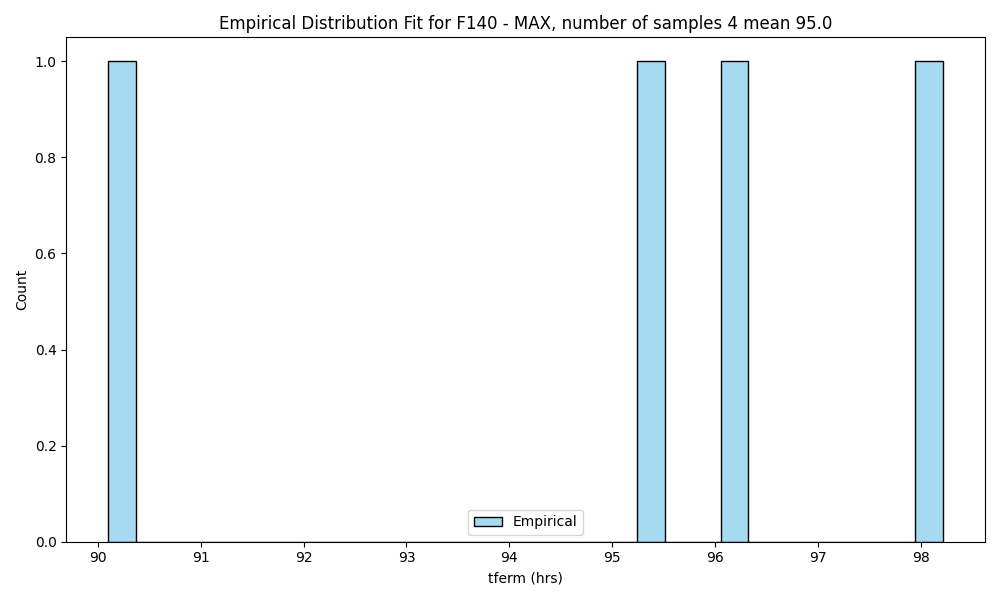 Empirical Distribution Fit for F140 - MAX, number of samples 4 mean 95.0
1.0
0.8
0.6
0.4
0.2
0.0
Count
Empirical
90 91 92 93 94 95 96 97 98
tferm (hrs)